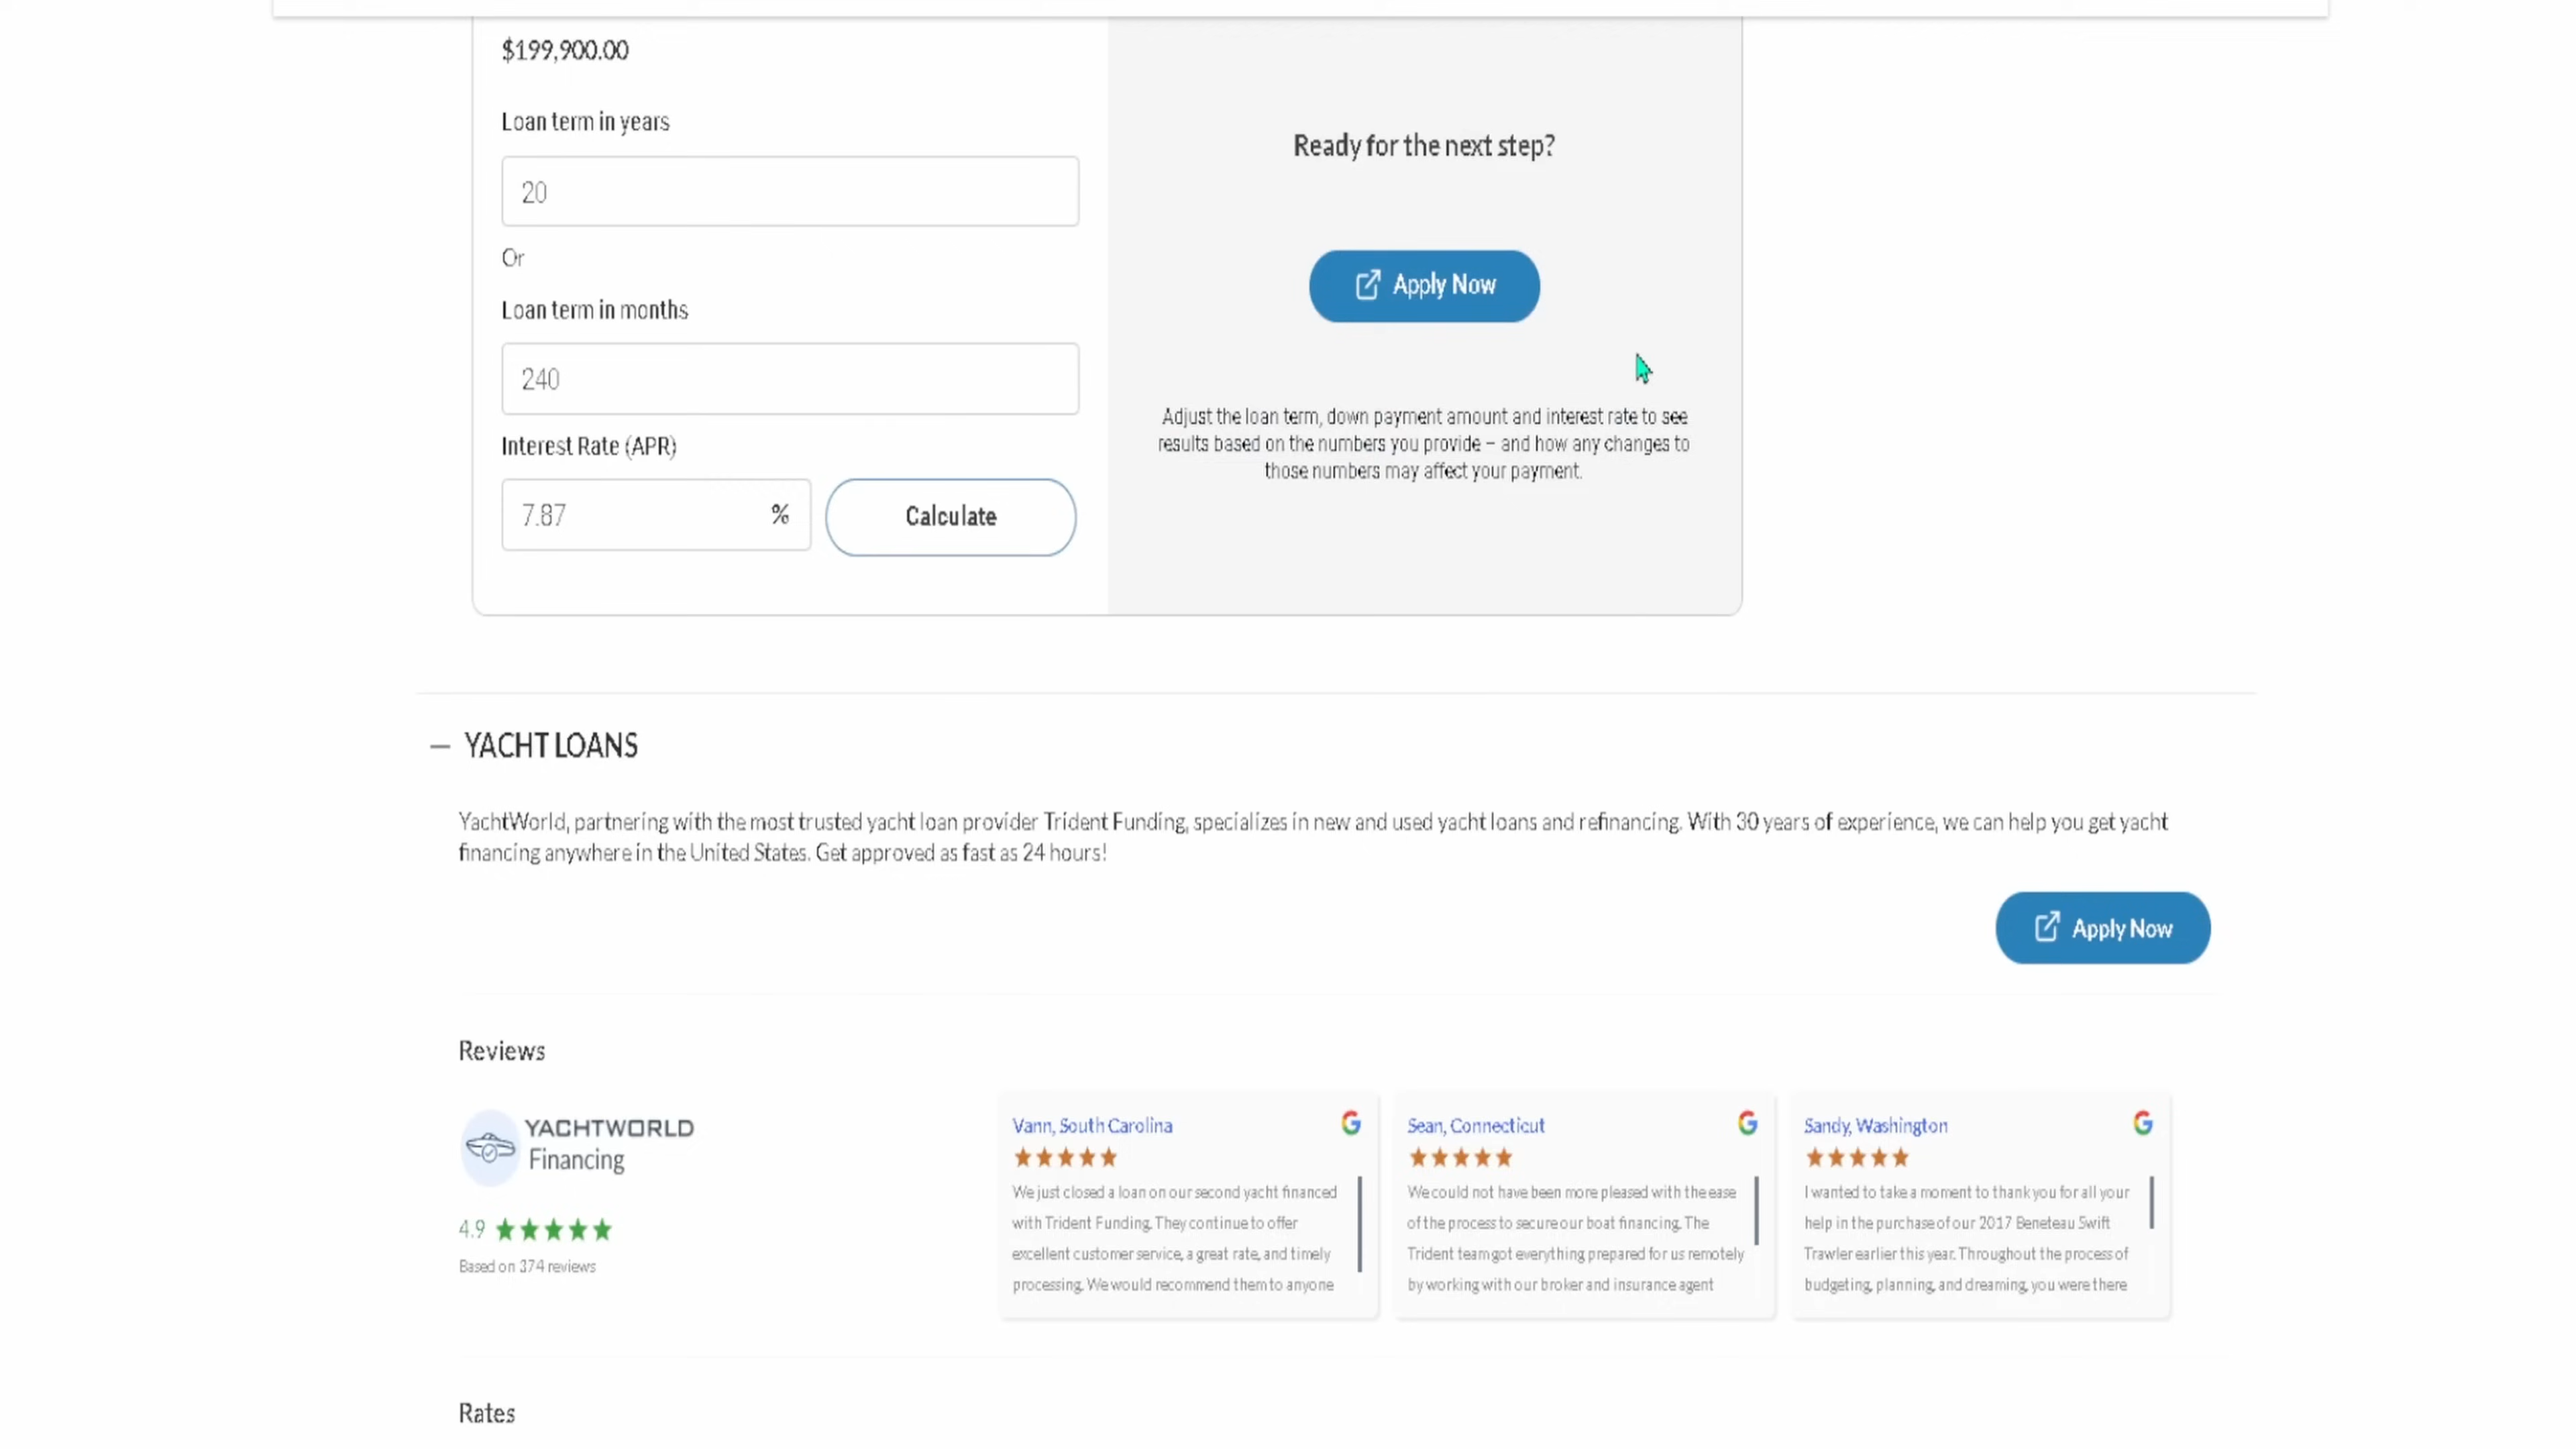 $199,900.00
Loan term in years
20
Or
Loan term in months
240
Interest Rate (APR)
7.87 %
Calculate
Ready for the next step?
Apply Now
Adjust the loan term, down payment amount and interest rate to see
results based on the numbers you provide – and how any changes to
those numbers may affect your payment.
YACHT LOANS
YachtWorld, partnering with the most trusted yacht loan provider Trident Funding, specializes in new and used yacht loans and refinancing. With 30 years of experience, we can help you get yacht
financing anywhere in the United States. Get approved as fast as 24 hours!
Apply Now
Reviews
YACHTWORLD
Financing
4.9
Based on 374 reviews
Vann, South Carolina
We just closed a loan on our second yacht financed
with Trident Funding. They continue to offer
excellent customer service, a great rate, and timely
processing. We would recommend them to anyone
Sean, Connecticut
We could not have been more pleased with the ease
of the process to secure our boat financing. The
Trident team got everything prepared for us remotely
by working with our broker and insurance agent
Sandy, Washington
I wanted to take a moment to thank you for all your
help in the purchase of our 2017 Beneteau Swift
Trawler earlier this year. Throughout the process of
budgeting, planning, and dreaming, you were there
Rates